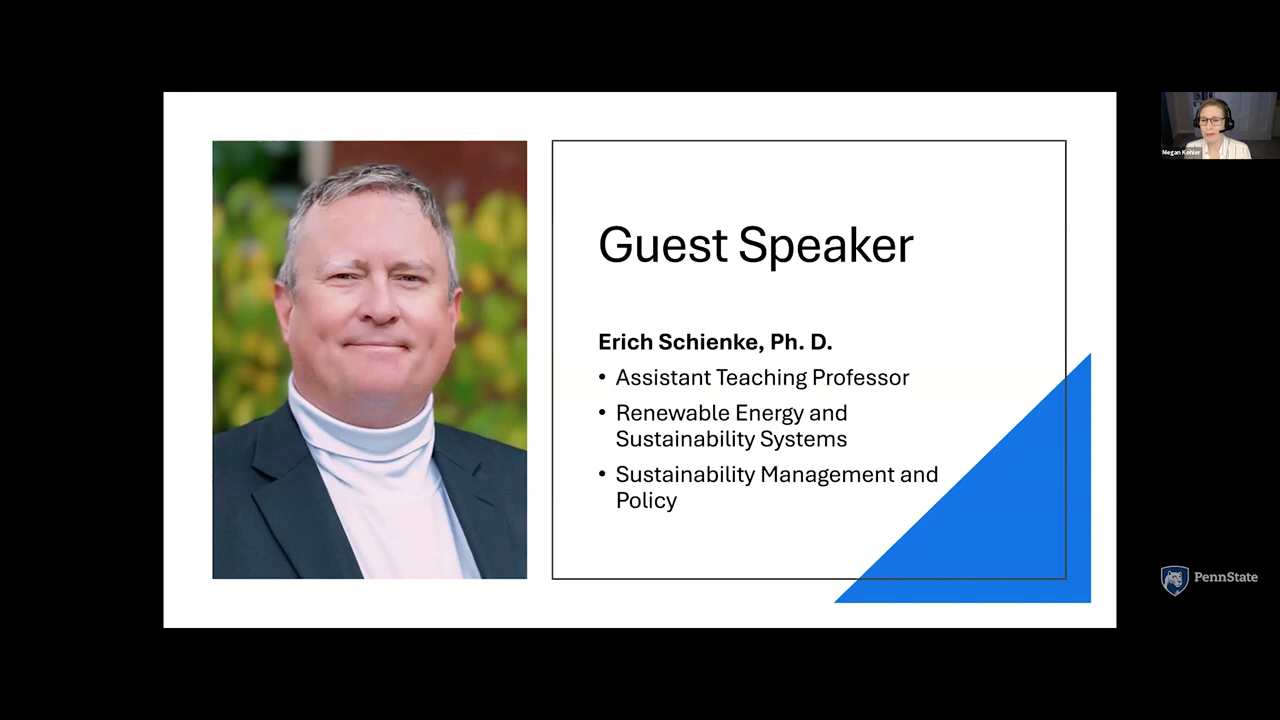 Guest Speaker
Erich Schienke, Ph. D.
• Assistant Teaching Professor
• Renewable Energy and
Sustainability Systems
• Sustainability Management and
Policy
Megan Kohler
PennState